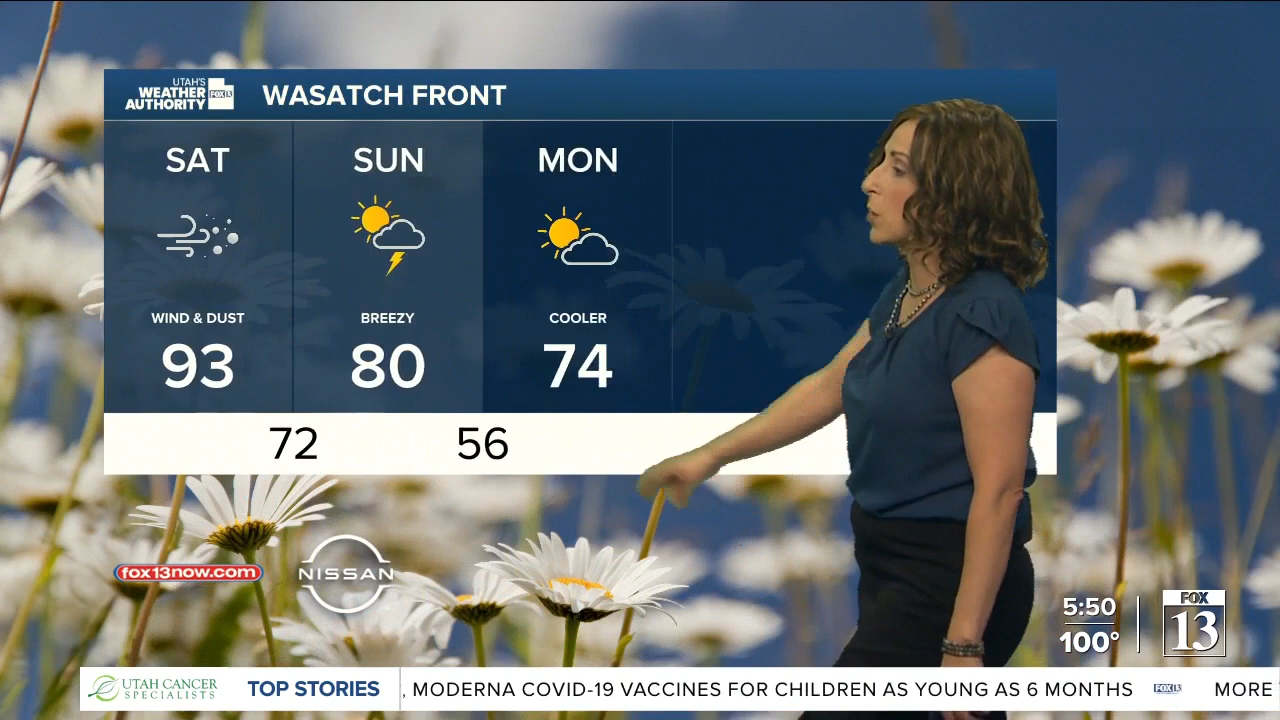 UTAH'S
WEATHER
AUTHORITY FOX 13
WASATCH FRONT
SAT SUN MON
WIND & DUST BREEZY COOLER
93 80 74
72 56
fox13now.com
NISSAN
5:50
100°
FOX
13
UTAH CANCER
SPECIALISTS
TOP STORIES
, MODERNA COVID-19 VACCINES FOR CHILDREN AS YOUNG AS 6 MONTHS FOX 13 MORE